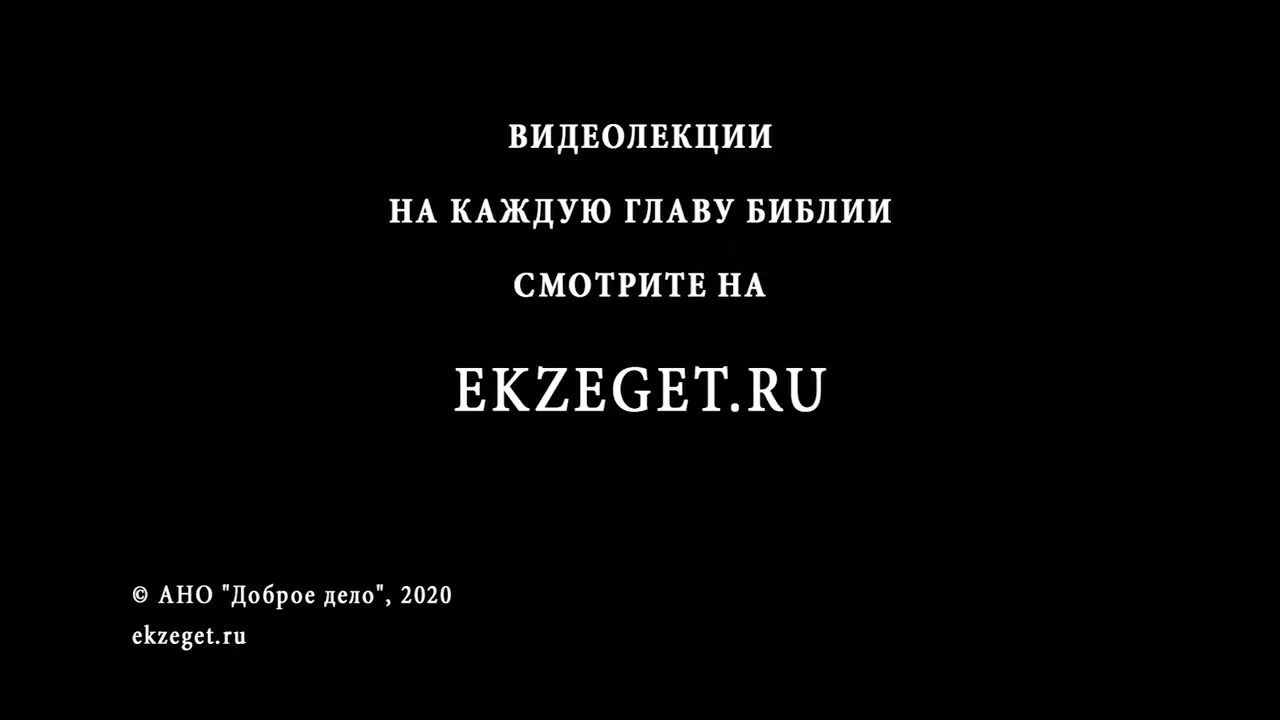 ВИДЕОЛЕКЦИИ
НА КАЖДУЮ ГЛАВУ БИБЛИИ
СМОТРИТЕ НА
EKZEGET.RU
© АНО "Доброе дело", 2020
ekzeget.ru